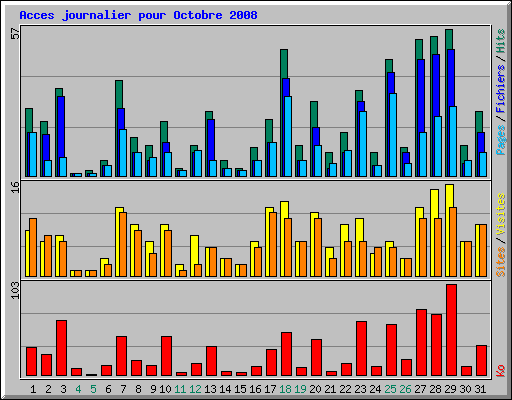 Acces journalier pour Octobre 2008
57
Pages / Fichiers / Hits
16
Sites / Visites
103
Ko
1 2 3 4 5 6 7 8 9 10 11 12 13 14 15 16 17 18 19 20 21 22 23 24 25 26 27 28 29 30 31